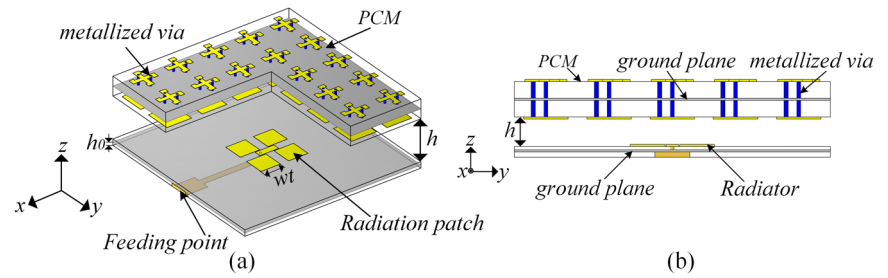 metallized via
PCM
h0
h
wt
z
x
y
Feeding point
Radiation patch
(a)
PCM
ground plane
metallized via
h
z
x
y
ground plane
Radiator
(b)